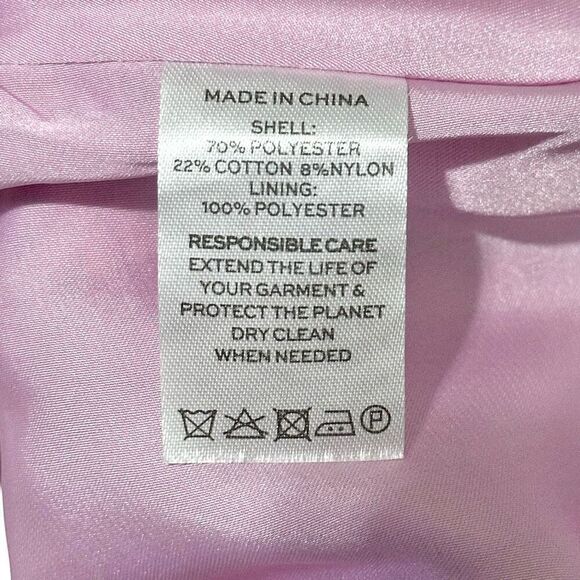 MADE IN CHINA
SHELL:
70% POLYESTER
22% COTTON 8%NYLON
LINING:
100% POLYESTER
RESPONSIBLE CARE
EXTEND THE LIFE OF
YOUR GARMENT &
PROTECT THE PLANET
DRY CLEAN
WHEN NEEDED
P